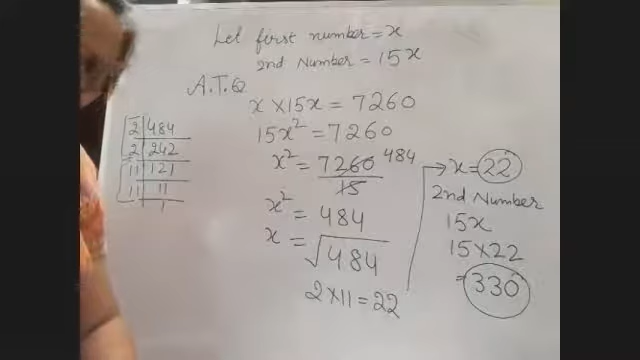 Let first number = x
2nd Number = 15x
A.T.Q
x × 15x = 7260
15x² = 7260
x² = 7260 484
15
x² = 484
x = √484
2 × 11 = 22
2 | 484
2 | 242
11 | 121
11 | 11
1
→ x = 22
2nd Number
15x
15 × 22
= 330